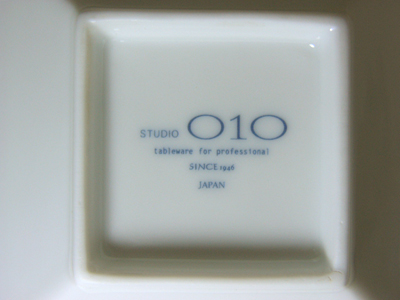 STUDIO 010
tableware for professional
SINCE 1946
JAPAN